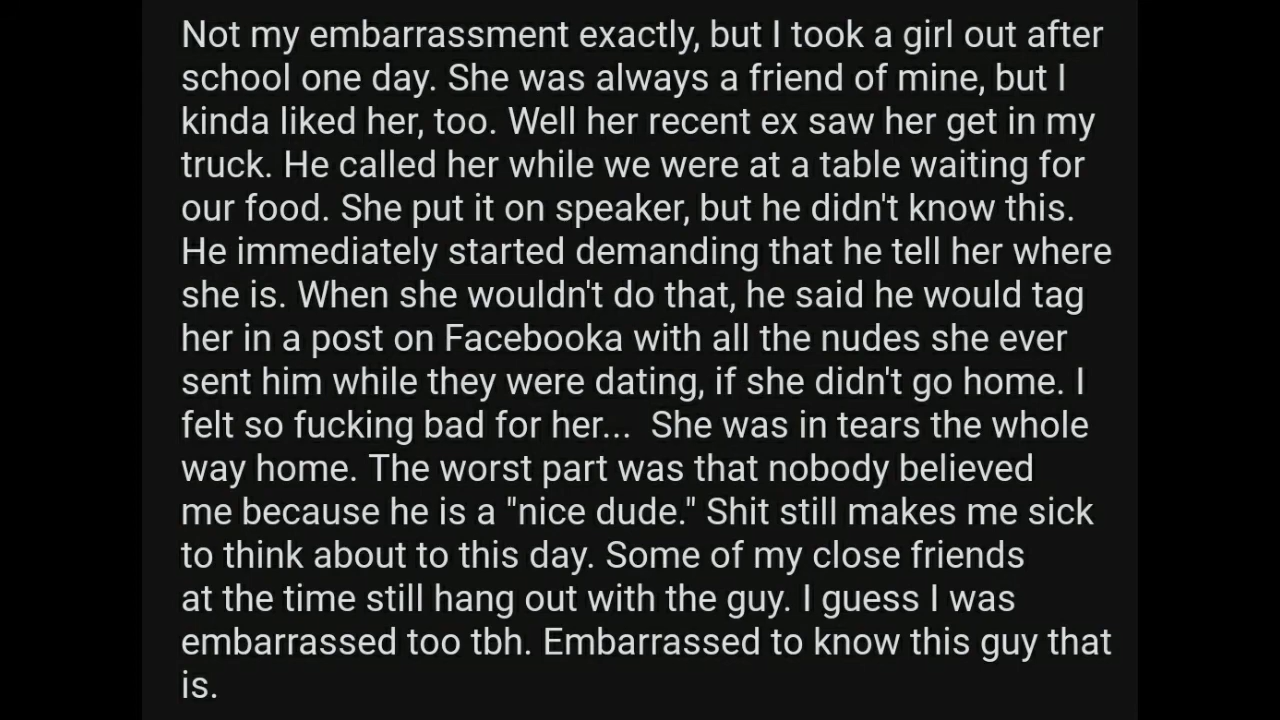 Not my embarrassment exactly, but I took a girl out after
school one day. She was always a friend of mine, but I
kinda liked her, too. Well her recent ex saw her get in my
truck. He called her while we were at a table waiting for
our food. She put it on speaker, but he didn't know this.
He immediately started demanding that he tell her where
she is. When she wouldn't do that, he said he would tag
her in a post on Facebooka with all the nudes she ever
sent him while they were dating, if she didn't go home. I
felt so fucking bad for her...  She was in tears the whole
way home. The worst part was that nobody believed
me because he is a "nice dude." Shit still makes me sick
to think about to this day. Some of my close friends
at the time still hang out with the guy. I guess I was
embarrassed too tbh. Embarrassed to know this guy that
is.